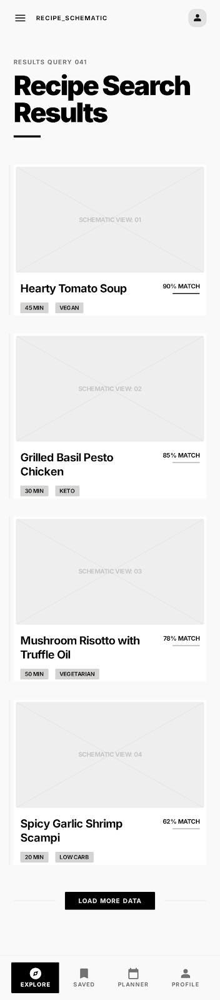 RECIPE_SCHEMATIC
RESULTS QUERY 041
Recipe Search
Results
SCHEMATIC VIEW: 01
Hearty Tomato Soup
90% MATCH
45 MIN
VEGAN
SCHEMATIC VIEW: 02
Grilled Basil Pesto
Chicken
85% MATCH
30 MIN
KETO
SCHEMATIC VIEW: 03
Mushroom Risotto with
Truffle Oil
78% MATCH
50 MIN
VEGETARIAN
SCHEMATIC VIEW: 04
Spicy Garlic Shrimp
Scampi
62% MATCH
20 MIN
LOW CARB
LOAD MORE DATA
EXPLORE
SAVED
PLANNER
PROFILE